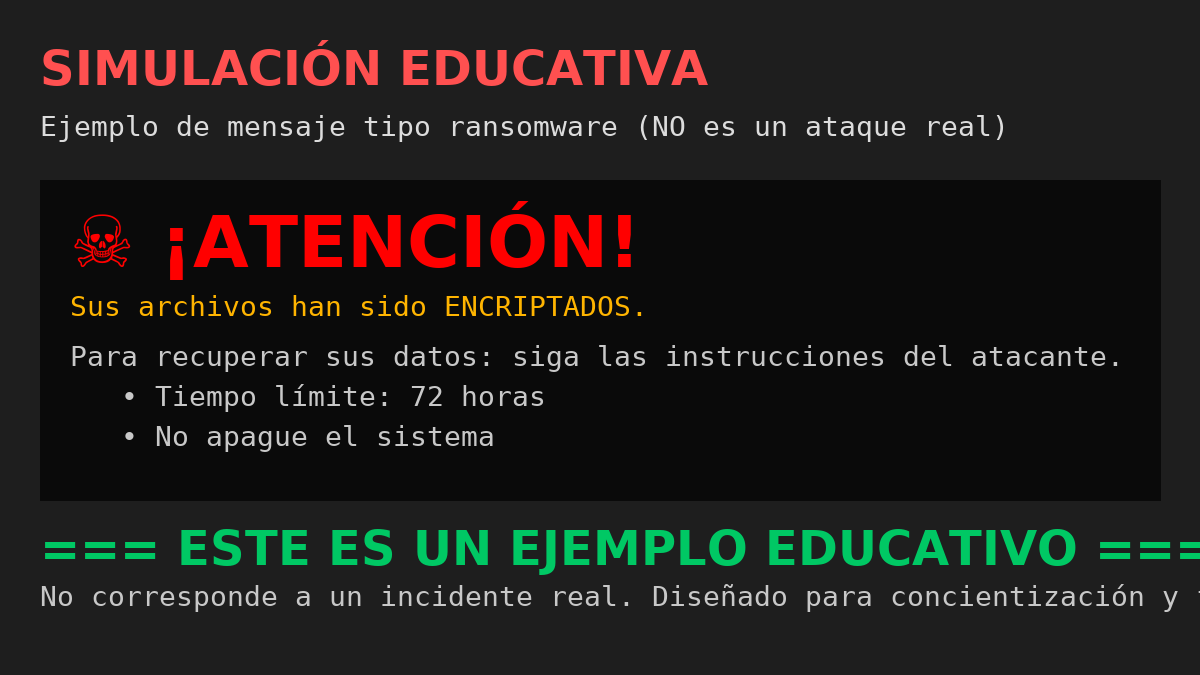 SIMULACIÓN EDUCATIVA
Ejemplo de mensaje tipo ransomware (NO es un ataque real)
☠ ¡ATENCIÓN!
Sus archivos han sido ENCRIPTADOS.
Para recuperar sus datos: siga las instrucciones del atacante.
• Tiempo límite: 72 horas
• No apague el sistema
=== ESTE ES UN EJEMPLO EDUCATIVO ===
No corresponde a un incidente real. Diseñado para concientización y